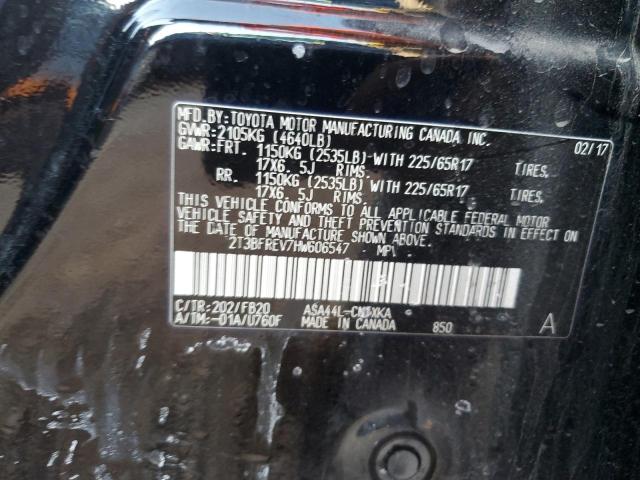 MFD.BY:TOYOTA MOTOR MANUFACTURING CANADA INC. 02/17
GVWR:2105KG (4640LB)
GAWR:FRT. 1150KG (2535LB)-WITH 225/65R17 TIRES,
17X6. 5J RIMS.
RR. 1150KG (2535LB) WITH 225/65R17 TIRES,
17X6. 5J RIMS.
THIS VEHICLE CONFORMS TO ALL APPLICABLE FEDERAL MOTOR
VEHICLE SAFETY AND THEFT PREVENTION STANDARDS IN EFFECT ON
THE DATE OF MANUFACTURE SHOWN ABOVE.
2T3BFREV7HW606547 MPV
C/TR:202/FB20 ASA44L-CNTXKA
A/TM:-01A/U760F MADE IN CANADA 850 A